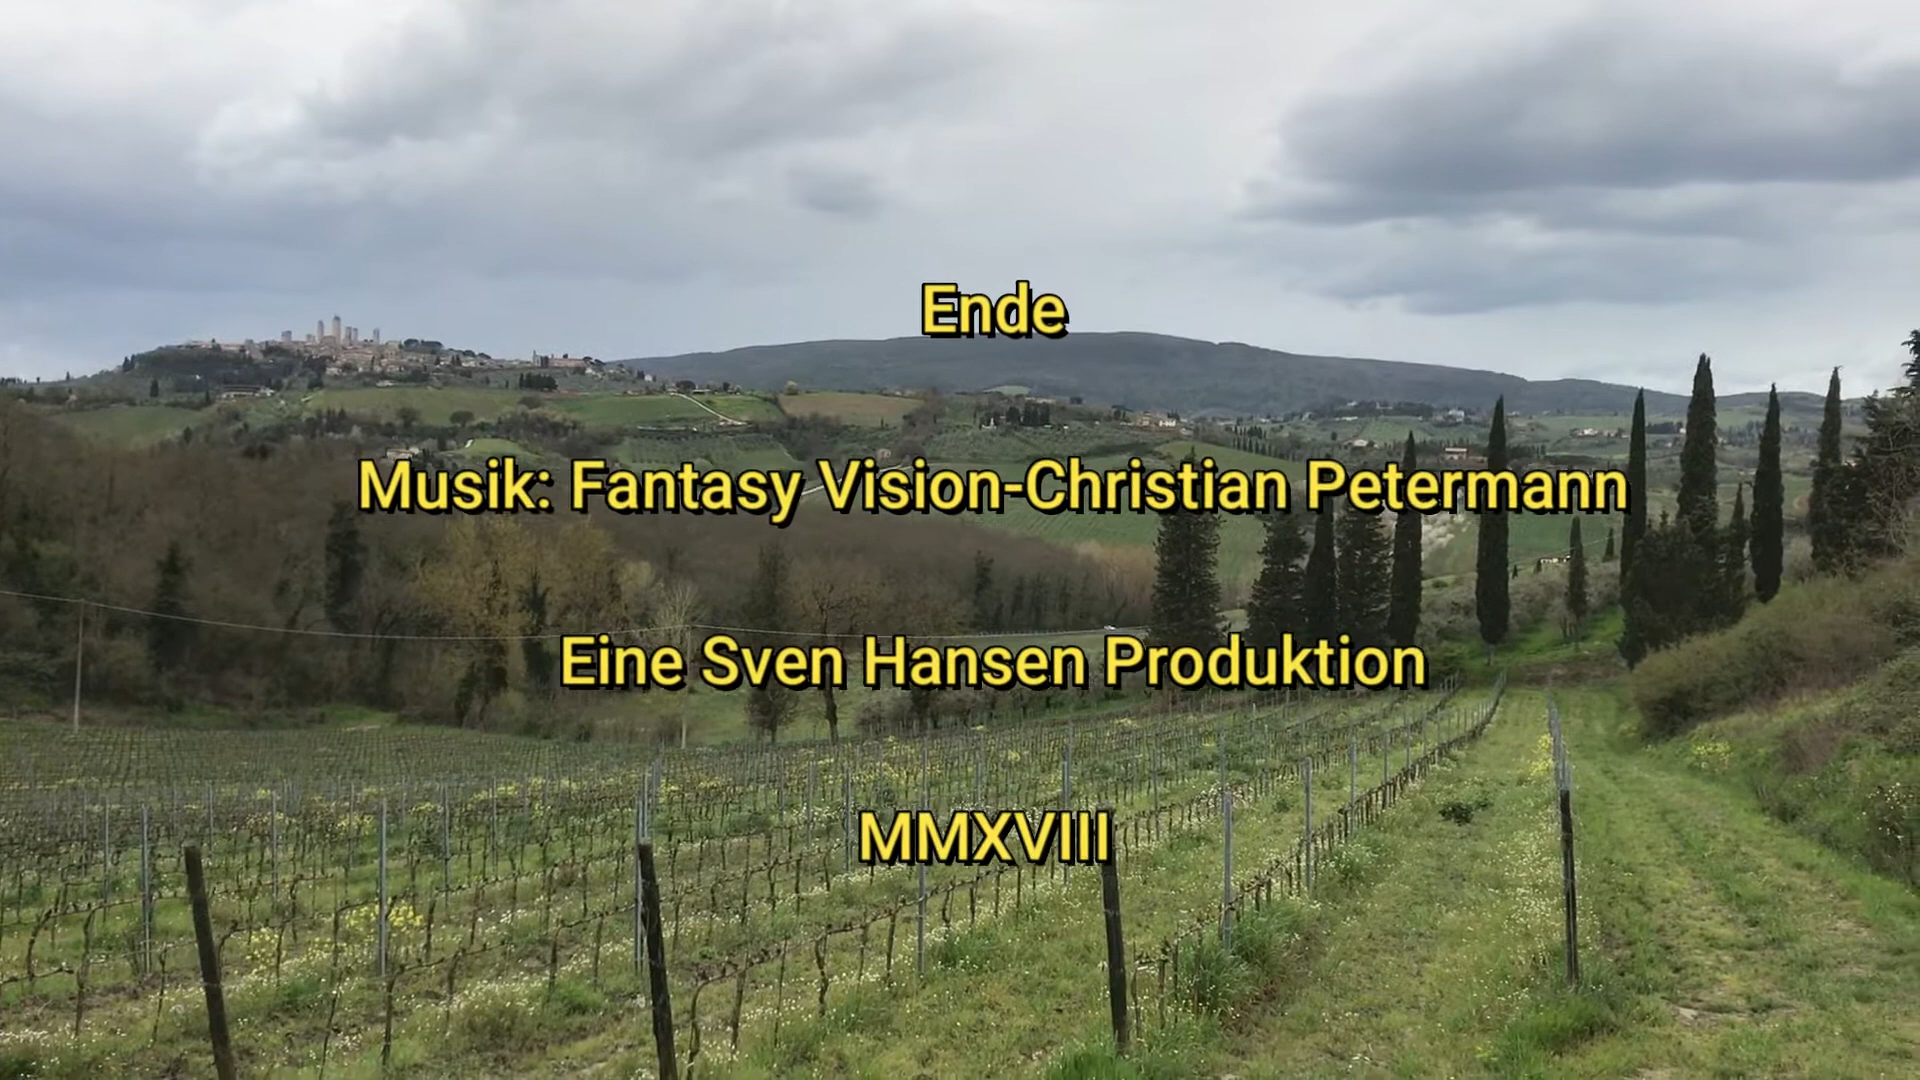 Ende
Musik: Fantasy Vision-Christian Petermann
Eine Sven Hansen Produktion
MMXVIII